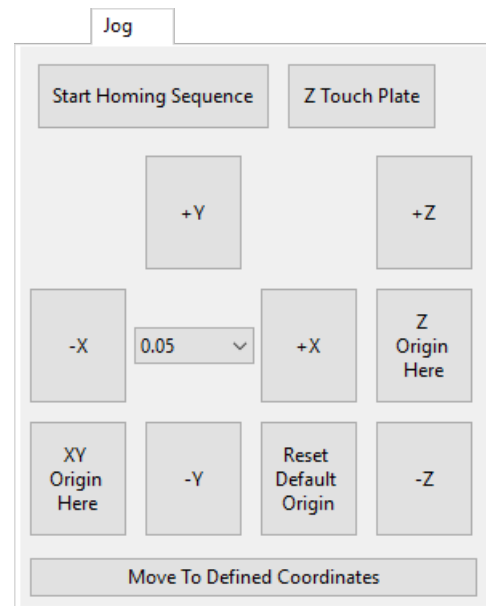 Jog
Start Homing Sequence
Z Touch Plate
+Y
+Z
-X
0.05
+X
Z
Origin
Here
XY
Origin
Here
-Y
Reset
Default
Origin
-Z
Move To Defined Coordinates